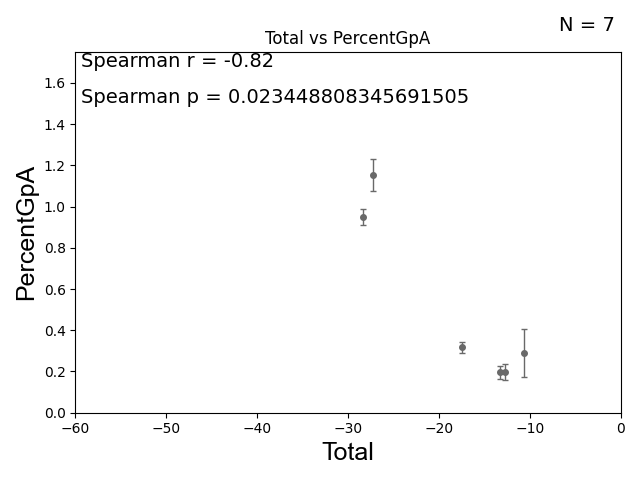 N = 7
Total vs PercentGpA
Spearman r = -0.82
Spearman p = 0.023448808345691505
PercentGpA
1.6
1.4
1.2
1.0
0.8
0.6
0.4
0.2
0.0
−60 −50 −40 −30 −20 −10 0
Total